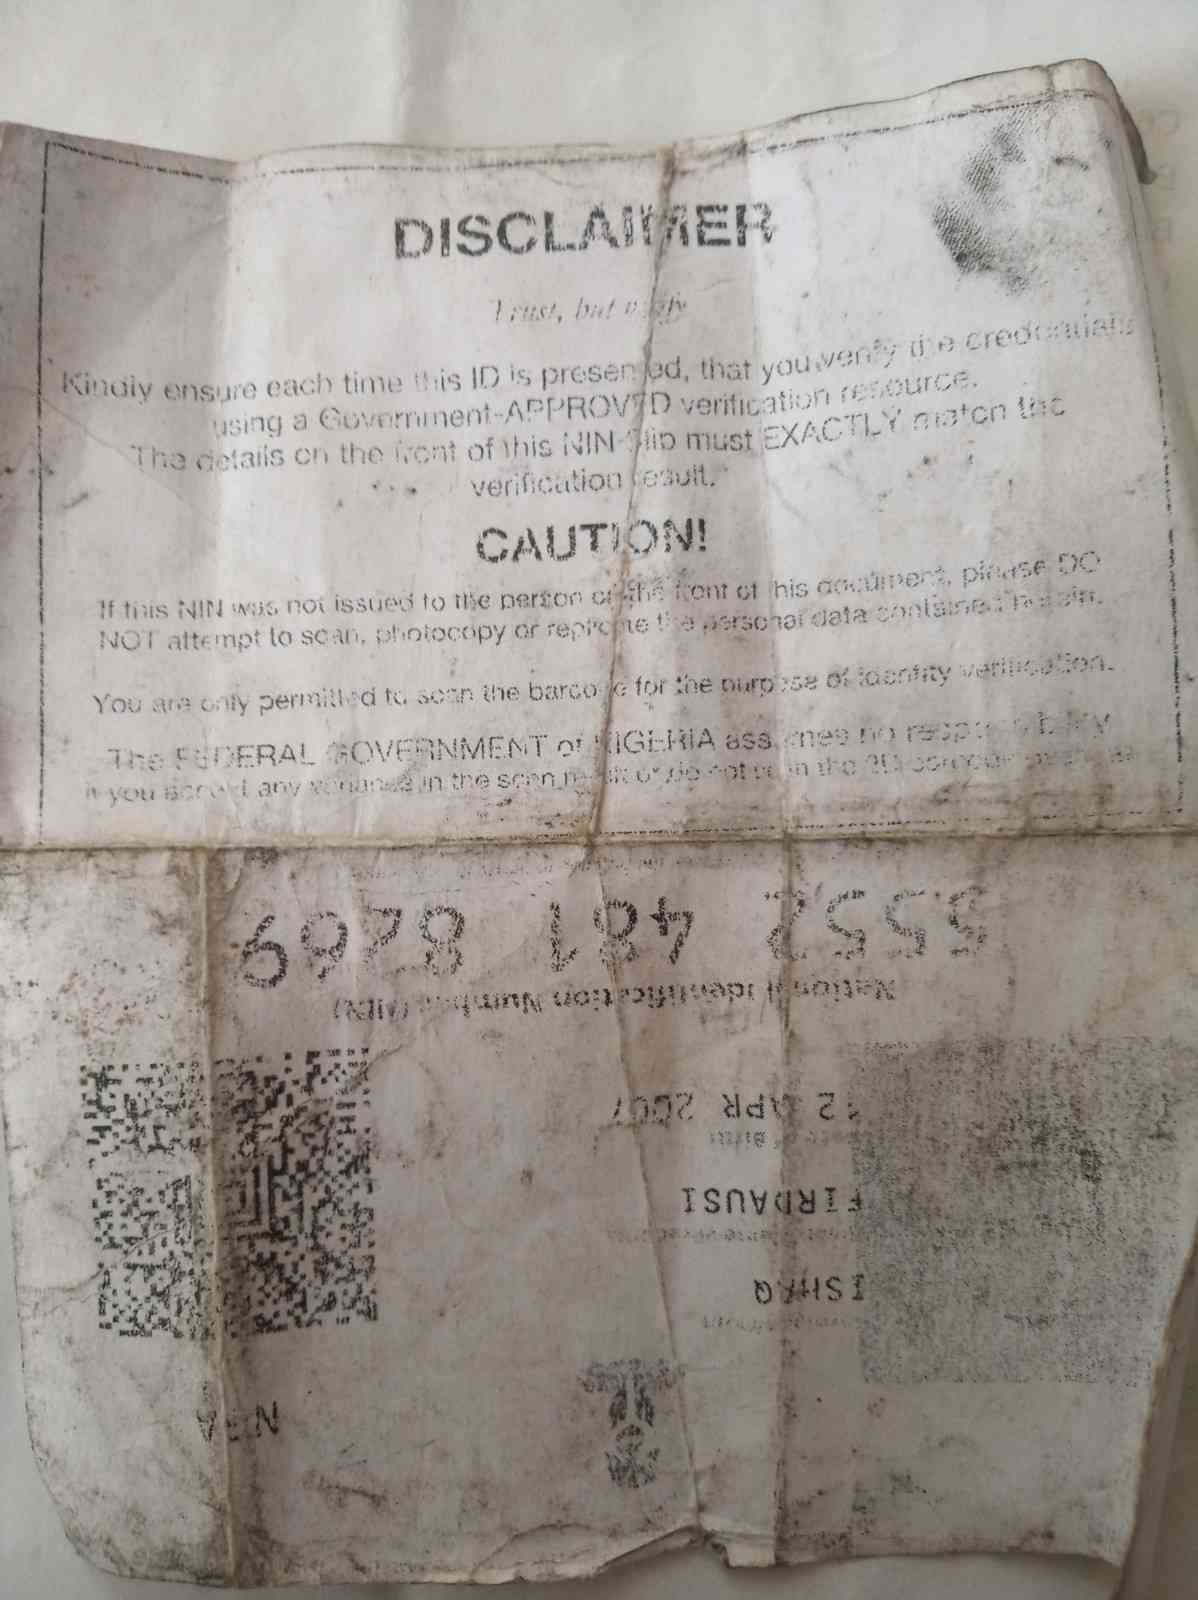 DISCLAIMER
Trust, but verify
Kindly ensure each time this ID is presented, that you verify the credentials
using a Government-APPROVED verification resource.
The details on the front of this NIN Slip must EXACTLY match the
verification result.
CAUTION!
If this NIN was not issued to the person on the front of this document, please DO
NOT attempt to scan, photocopy or replicate the personal data contained herein.
You are only permitted to scan the barcode for the purpose of identity verification.
The FEDERAL GOVERNMENT of NIGERIA assumes no responsibility
if you accept any variance in the scan result or do not scan the 2D barcode
NGA
ISHAQ
FIRDAUSI
12 APR 2007
National Identification Number (NIN)
481